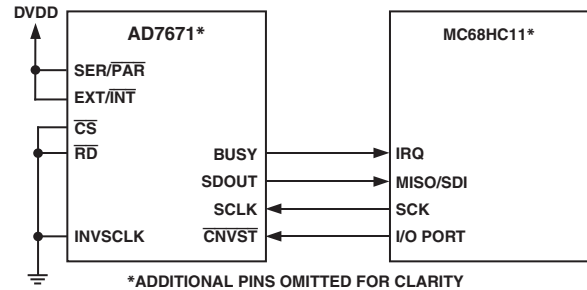 DVDD
AD7671*
MC68HC11*
SER/PAR
EXT/INT
CS
RD
BUSY
IRQ
SDOUT
MISO/SDI
SCLK
SCK
INVSCLK
CNVST
I/O PORT
*ADDITIONAL PINS OMITTED FOR CLARITY